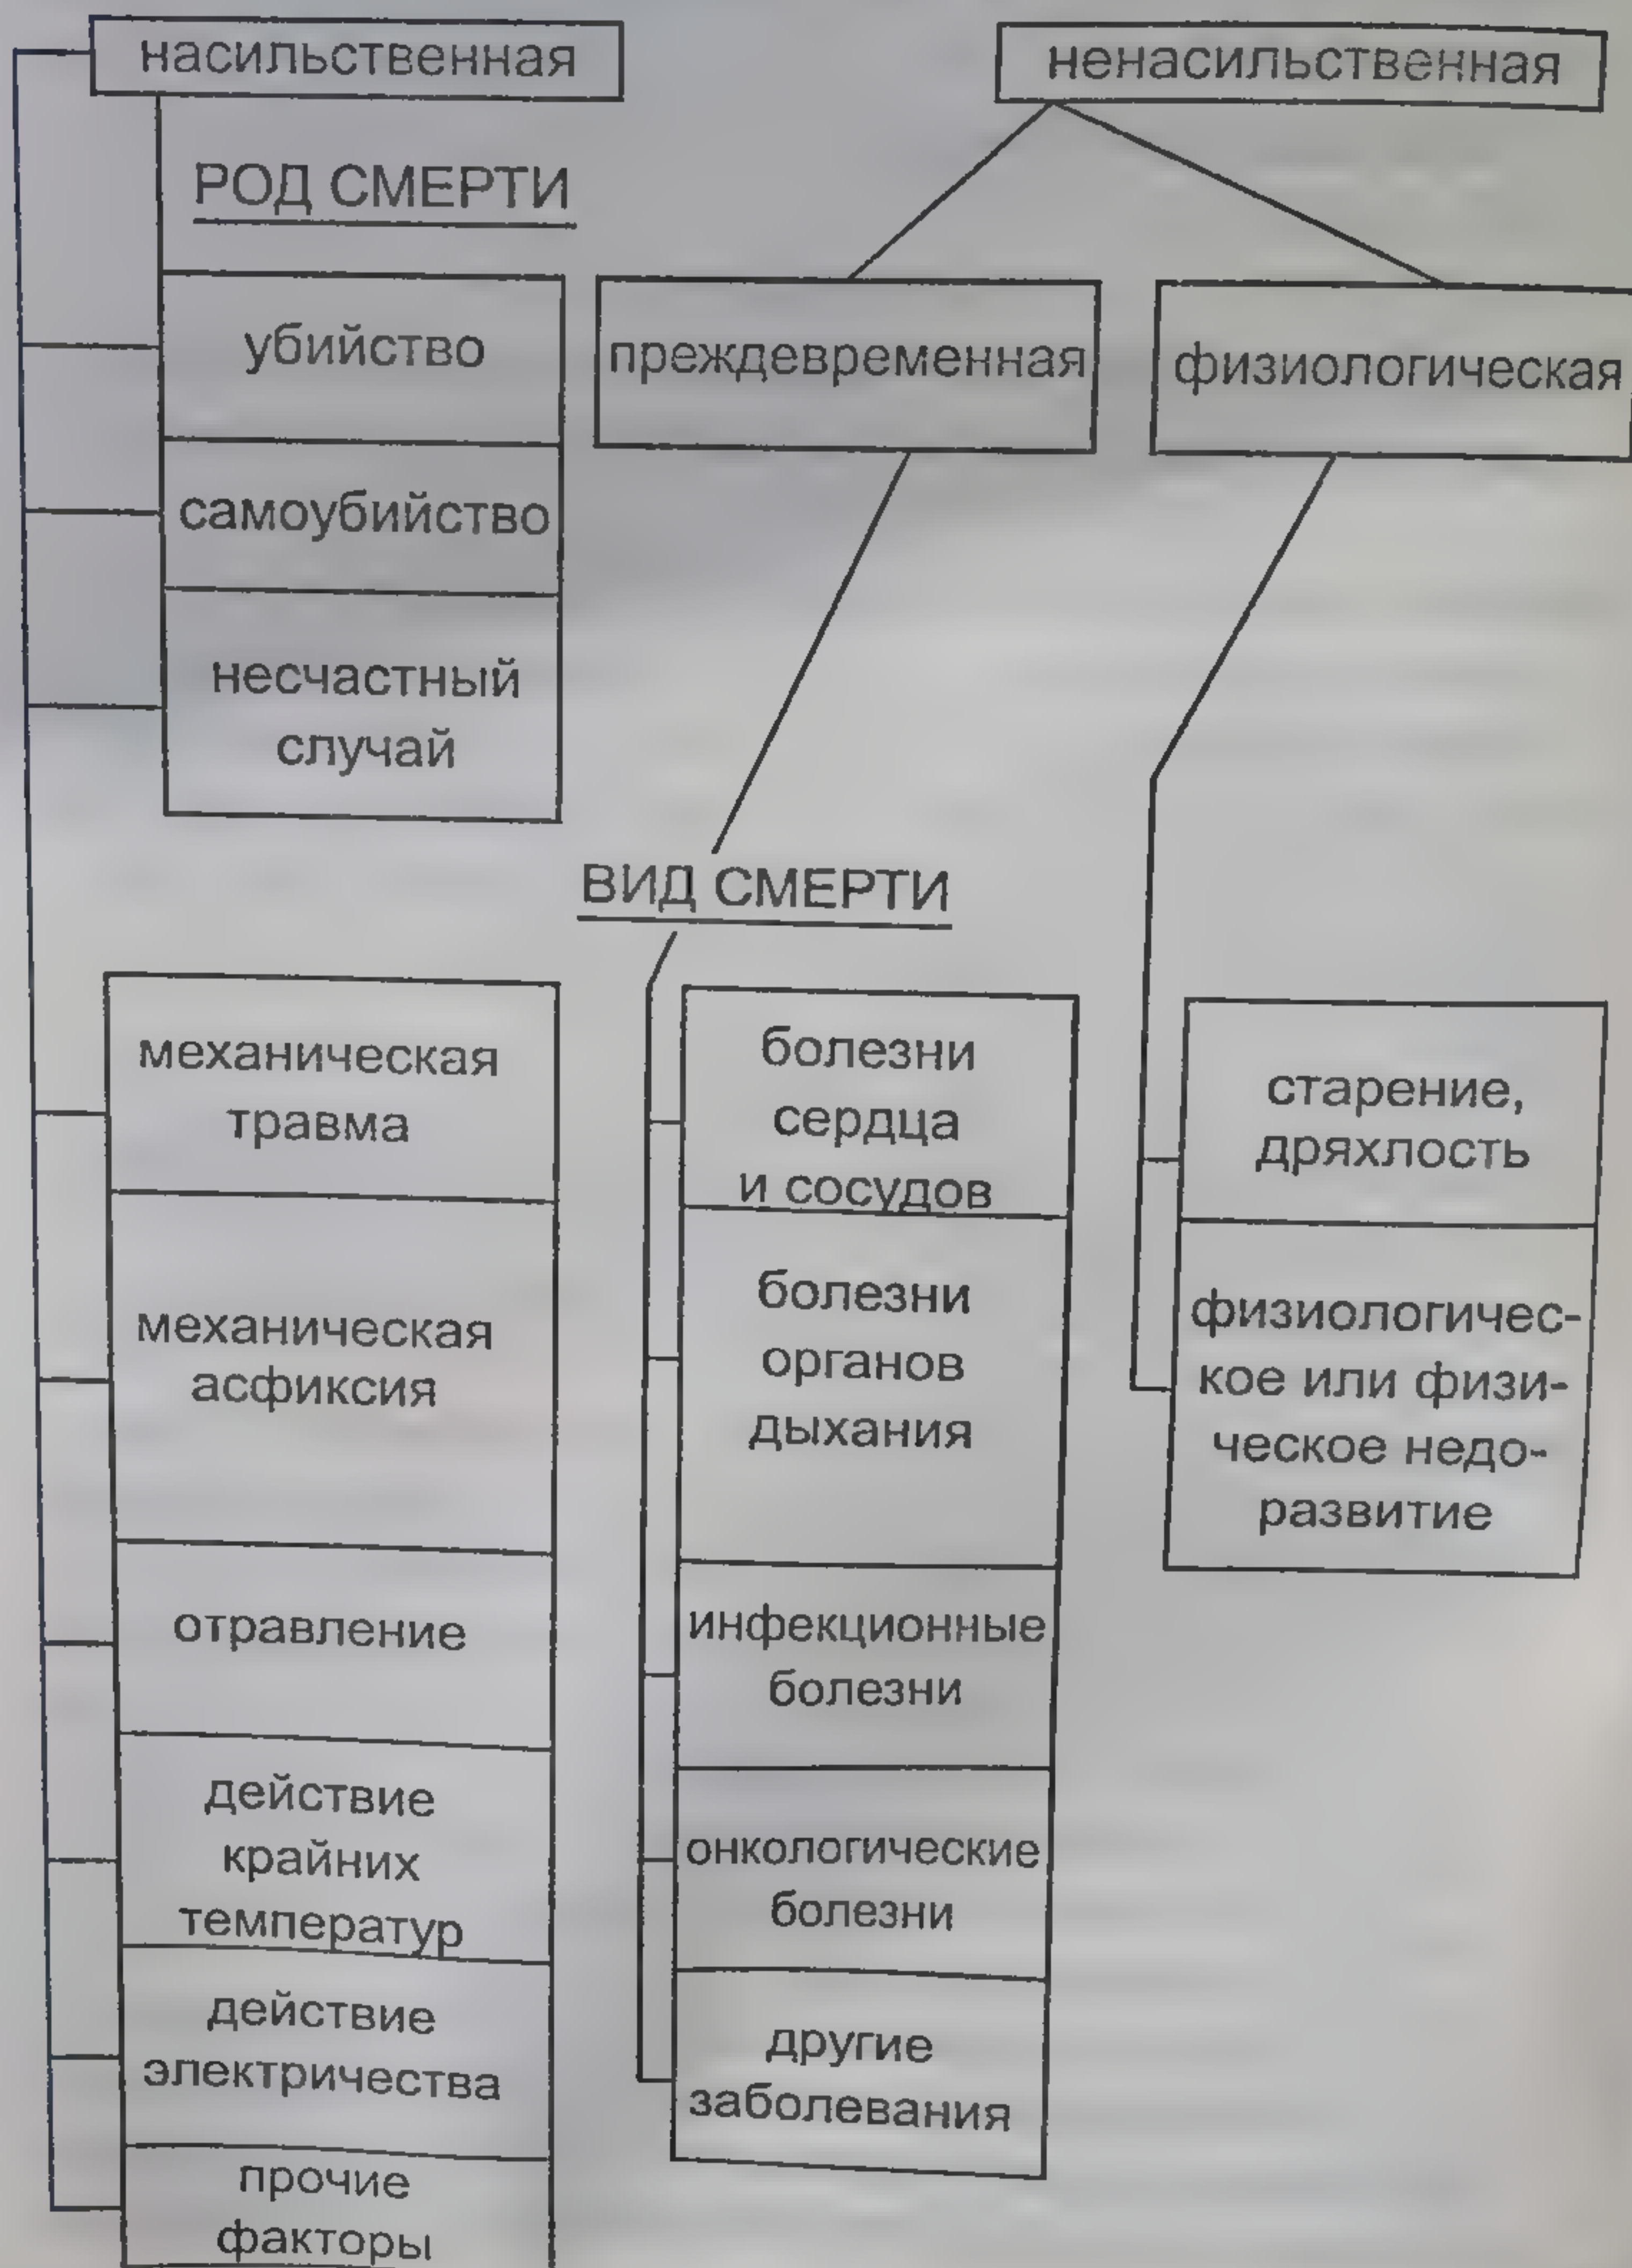 насильственная
ненасильственная
РОД СМЕРТИ
убийство
преждевременная
физиологическая
самоубийство
несчастный
случай
ВИД СМЕРТИ
механическая
травма
механическая
асфиксия
отравление
действие
крайних
температур
действие
электричества
прочие
факторы
болезни
сердца
и сосудов
болезни
органов
дыхания
инфекционные
болезни
онкологические
болезни
другие
заболевания
старение,
дряхлость
физиологичес-
кое или физи-
ческое недо-
развитие